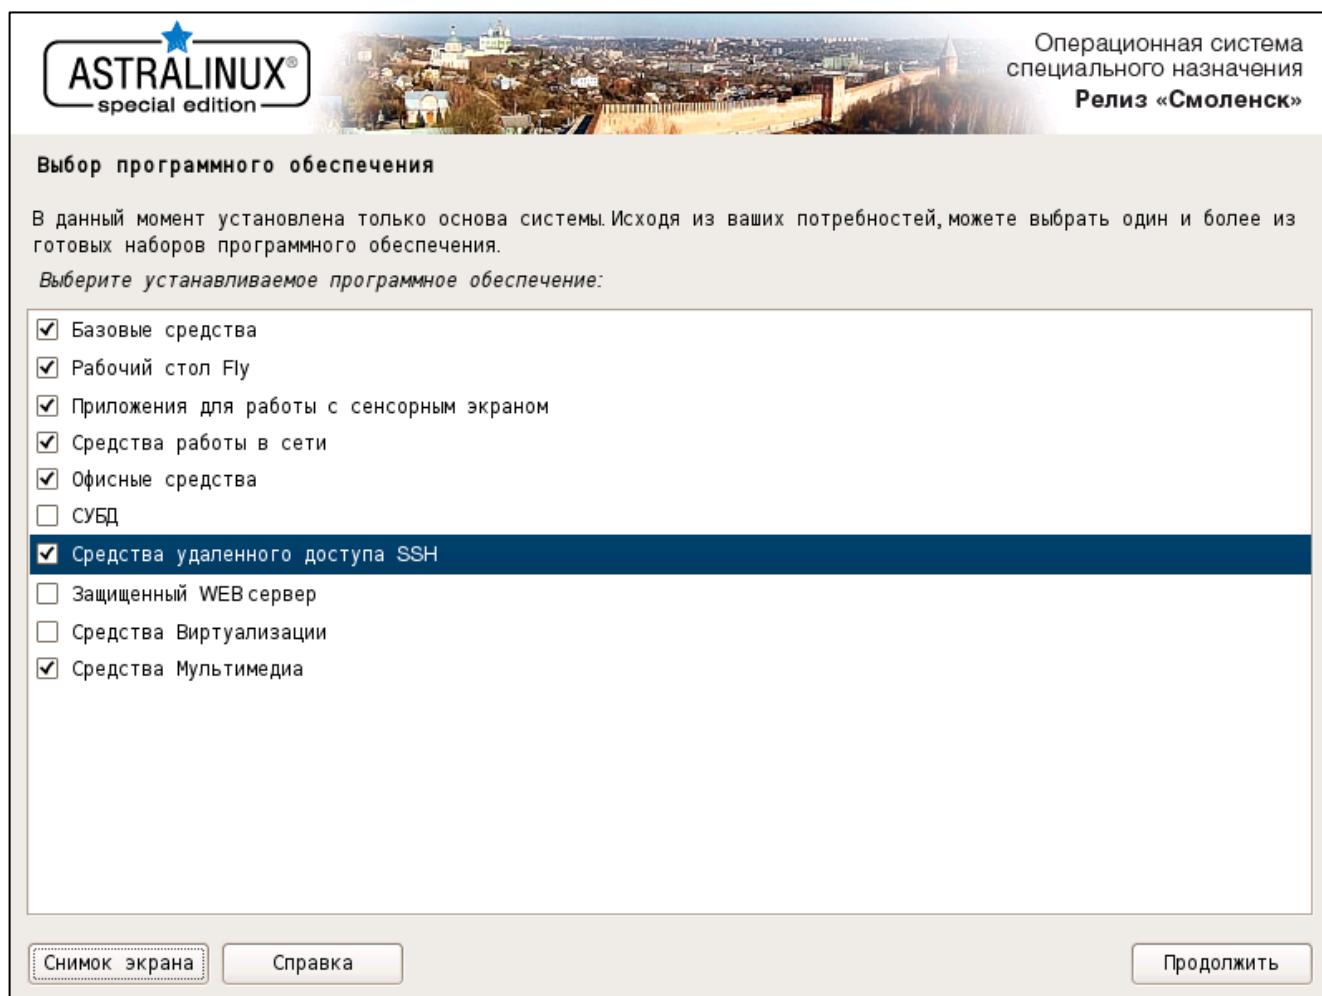 ASTRALINUX®
special edition
Операционная система
специального назначения
Релиз «Смоленск»
Выбор программного обеспечения
В данный момент установлена только основа системы. Исходя из ваших потребностей, можете выбрать один и более из
готовых наборов программного обеспечения.
Выберите устанавливаемое программное обеспечение:
Базовые средства
Рабочий стол Fly
Приложения для работы с сенсорным экраном
Средства работы в сети
Офисные средства
СУБД
Средства удаленного доступа SSH
Защищенный WEB сервер
Средства Виртуализации
Средства Мультимедиа
Снимок экрана
Справка
Продолжить